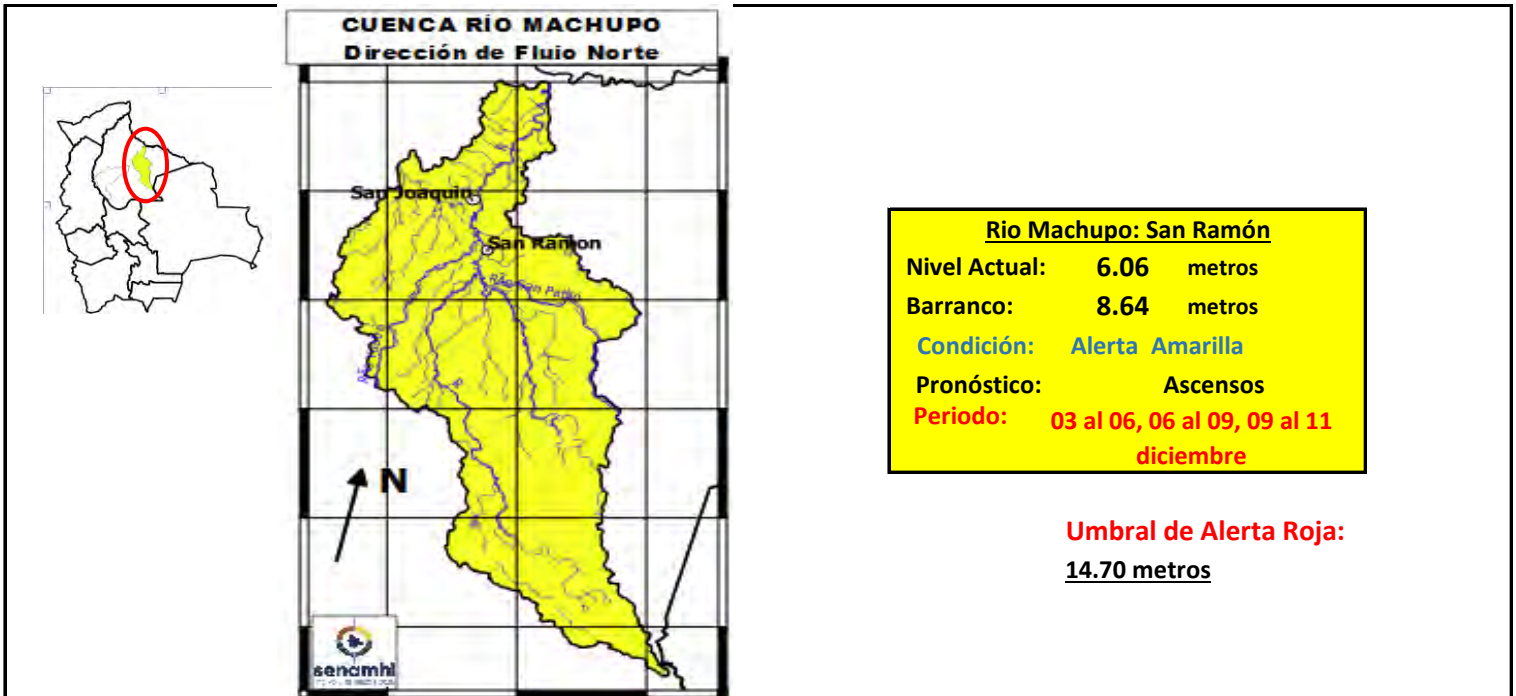 CUENCA RÍO MACHUPO
Dirección de Flujo Norte
San Joaquin
San Ramon
N
senamhi
Rio Machupo: San Ramón
Nivel Actual: 6.06 metros
Barranco: 8.64 metros
Condición: Alerta Amarilla
Pronóstico: Ascensos
Periodo: 03 al 06, 06 al 09, 09 al 11
diciembre
Umbral de Alerta Roja:
14.70 metros